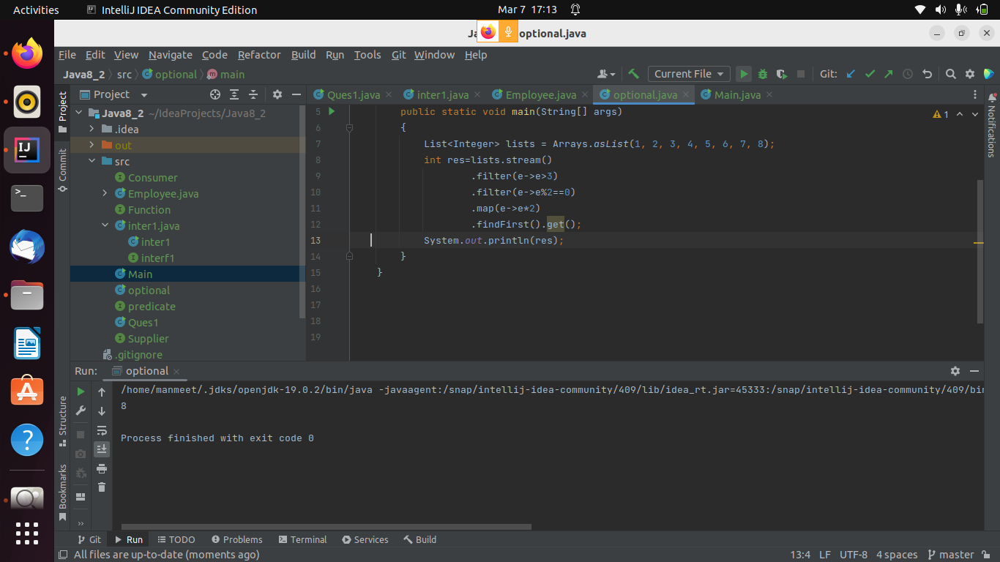 Activities IntelliJ IDEA Community Edition Mar 7 17:13
optional.java
File Edit View Navigate Code Refactor Build Run Tools Git Window Help
Java8_2 src optional main Current File Git:
Project Ques1.java inter1.java Employee.java optional.java Main.java
Project
Commit
Structure
Bookmarks
Notifications
Java8_2 ~/IdeaProjects/Java8_2
.idea
out
src
Consumer
Employee.java
Function
inter1.java
inter1
interf1
Main
optional
predicate
Ques1
Supplier
.gitignore
5 public static void main(String[] args)
6 {
7 List<Integer> lists = Arrays.asList(1, 2, 3, 4, 5, 6, 7, 8);
8 int res=lists.stream()
9 .filter(e->e>3)
10 .filter(e->e%2==0)
11 .map(e->e*2)
12 .findFirst().get();
13 System.out.println(res);
14 }
15 }
16
17
18
19
1
Run: optional
/home/manmeet/.jdks/openjdk-19.0.2/bin/java -javaagent:/snap/intellij-idea-community/409/lib/idea_rt.jar=45333:/snap/intellij-idea-community/409/bin
8
Process finished with exit code 0
Git Run TODO Problems Terminal Services Build
All files are up-to-date (moments ago) 13:4 LF UTF-8 4 spaces master